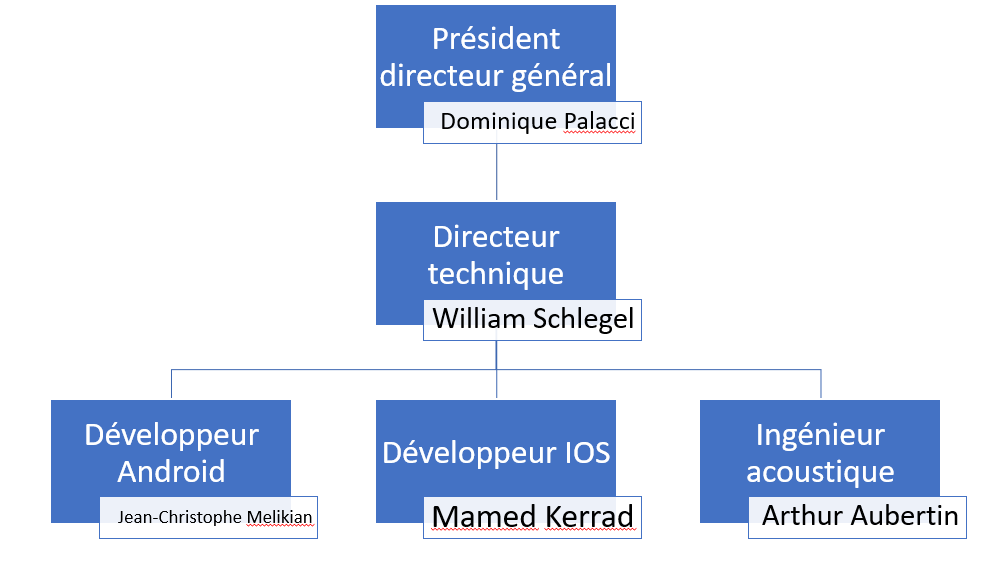 Président
directeur général
Dominique Palacci
Directeur
technique
William Schlegel
Développeur
Android
Jean-Christophe Melikian
Développeur IOS
Mamed Kerrad
Ingénieur
acoustique
Arthur Aubertin